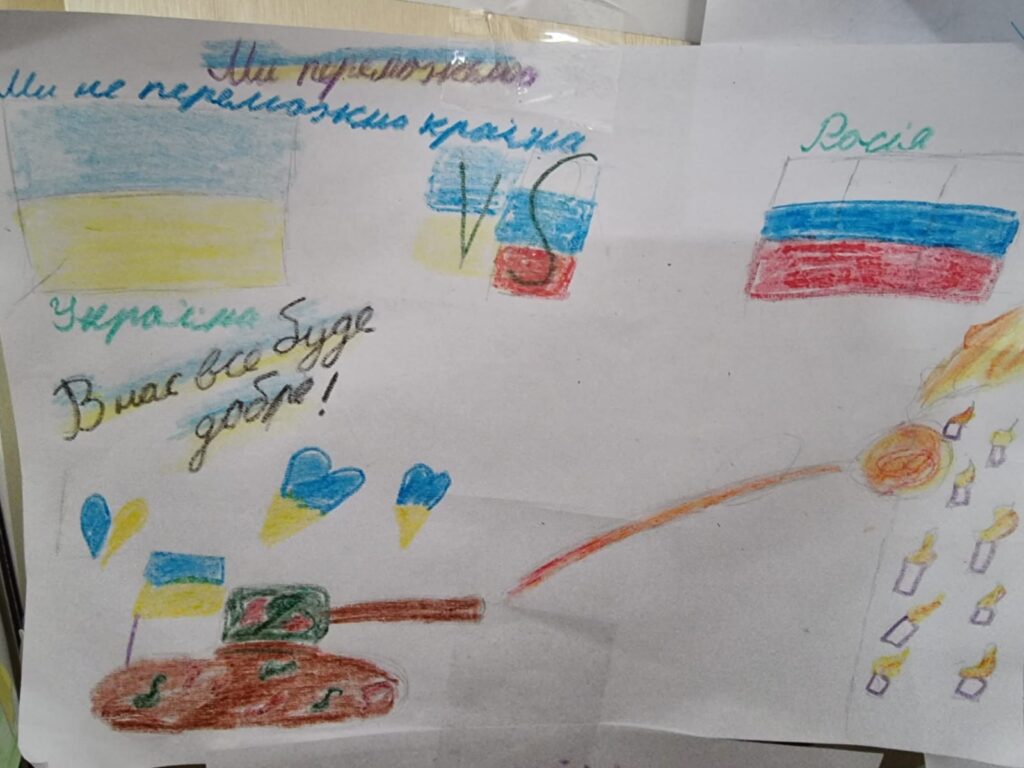 Ми переможемо
Ми не переможна країна
VS
Росія
Україна
В нас все буде
добре!